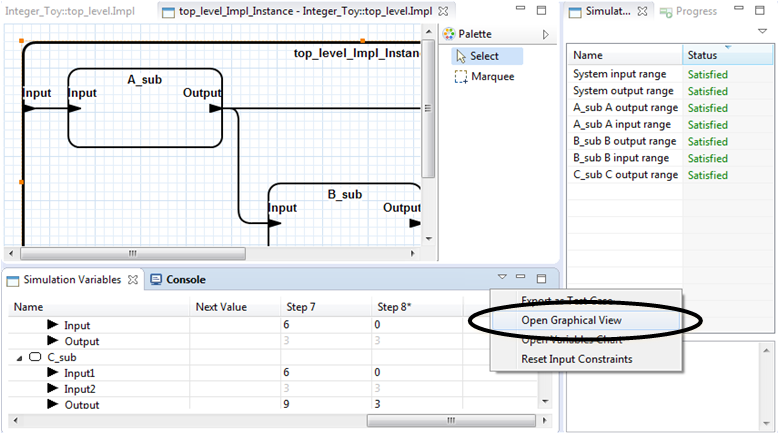 Integer_Toy::top_level.Impl
top_level_Impl_Instance - Integer_Toy::top_level.Impl
top_level_Impl_Instanc
A_sub
Input
Input
Output
B_sub
Input
Output
Palette
Select
Marquee
Simulat...
Progress
Name Status
System input range Satisfied
System output range Satisfied
A_sub A output range Satisfied
A_sub A input range Satisfied
B_sub B output range Satisfied
B_sub B input range Satisfied
C_sub C output range Satisfied
Simulation Variables
Console
Name Next Value Step 7 Step 8*
Input 6 0
Output 3 3
C_sub
Input1 6 0
Input2 3 3
Output 9 3
Export as Test Case
Open Graphical View
Open Variables Chart
Reset Input Constraints